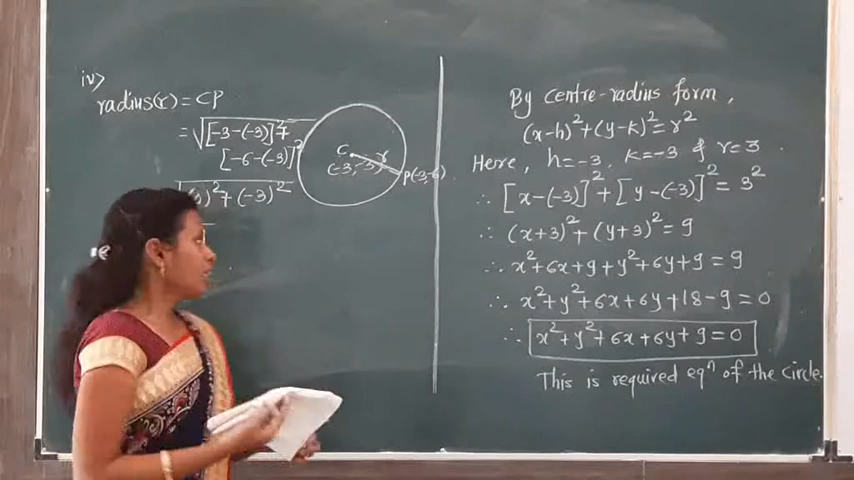 iv)
radius(r) = CP
= √[-3-(-3)]²+
[-6-(-3)]²
)²+(-3)²
C
(-3,-3)
r
P(-3,-6)
By centre-radius form,
(x-h)²+(y-k)²=r²
Here, h=-3, k=-3 & r=3
∴ [x-(-3)]²+[y-(-3)]² = 3²
∴ (x+3)²+(y+3)²=9
∴ x²+6x+9+y²+6y+9=9
∴ x²+y²+6x+6y+18-9=0
∴ x²+y²+6x+6y+9=0
This is required eqⁿ of the circle.